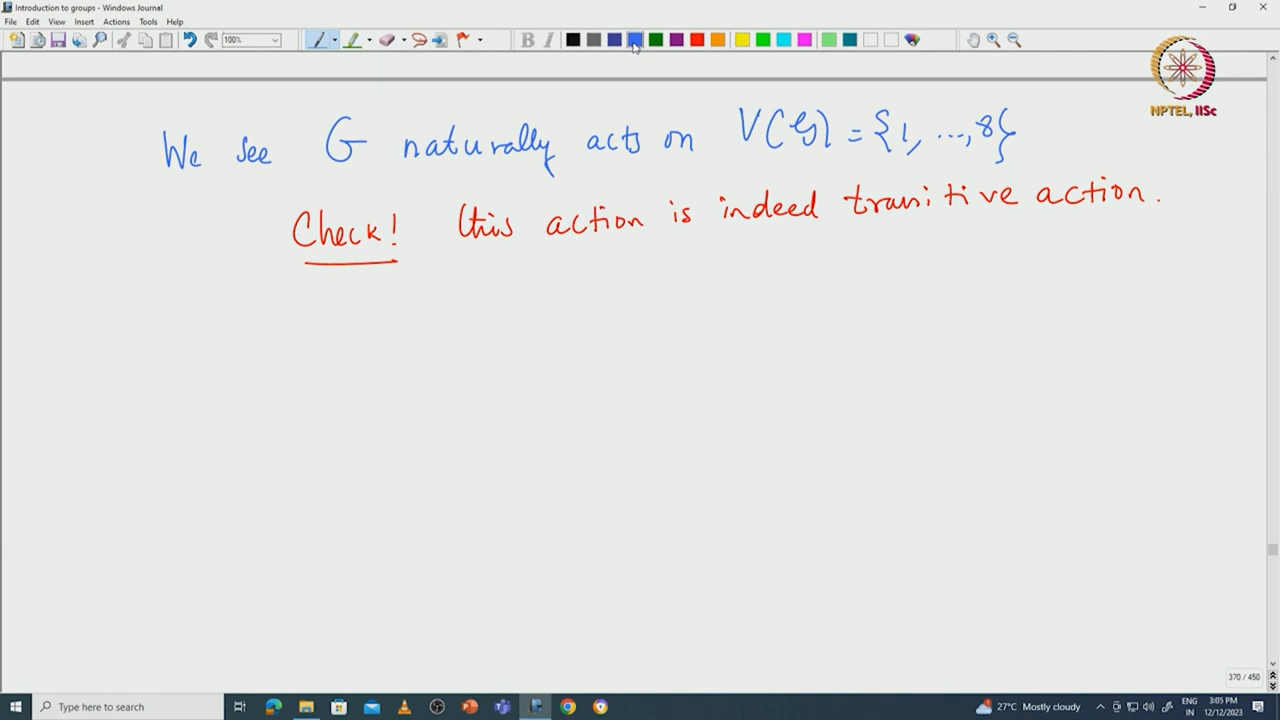 Introduction to groups - Windows Journal
File Edit View Insert Actions Tools Help
100%
B I
NPTEL, IISc
We see G naturally acts on V(𝒢) = {1, ..., 8}
Check! this action is indeed transitive action.
370 / 450
Type here to search
27°C Mostly cloudy
ENG
IN
3:05 PM
12/12/2023